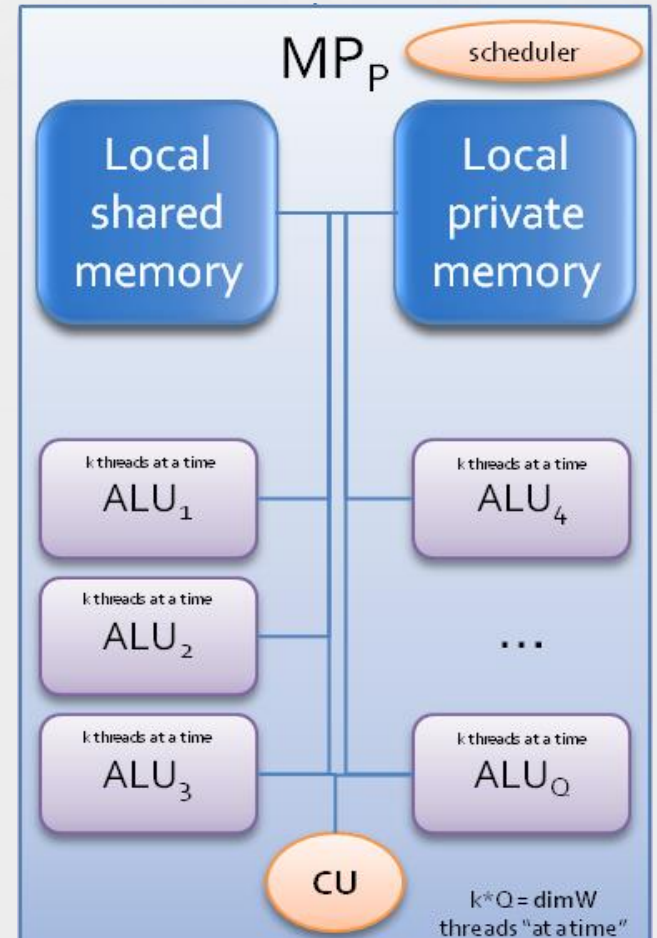 MPP
scheduler
Local
shared
memory
Local
private
memory
k threads at a time
ALU1
k threads at a time
ALU4
k threads at a time
ALU2
...
k threads at a time
ALU3
k threads at a time
ALUQ
CU
k*Q = dimW
threads "at a time"